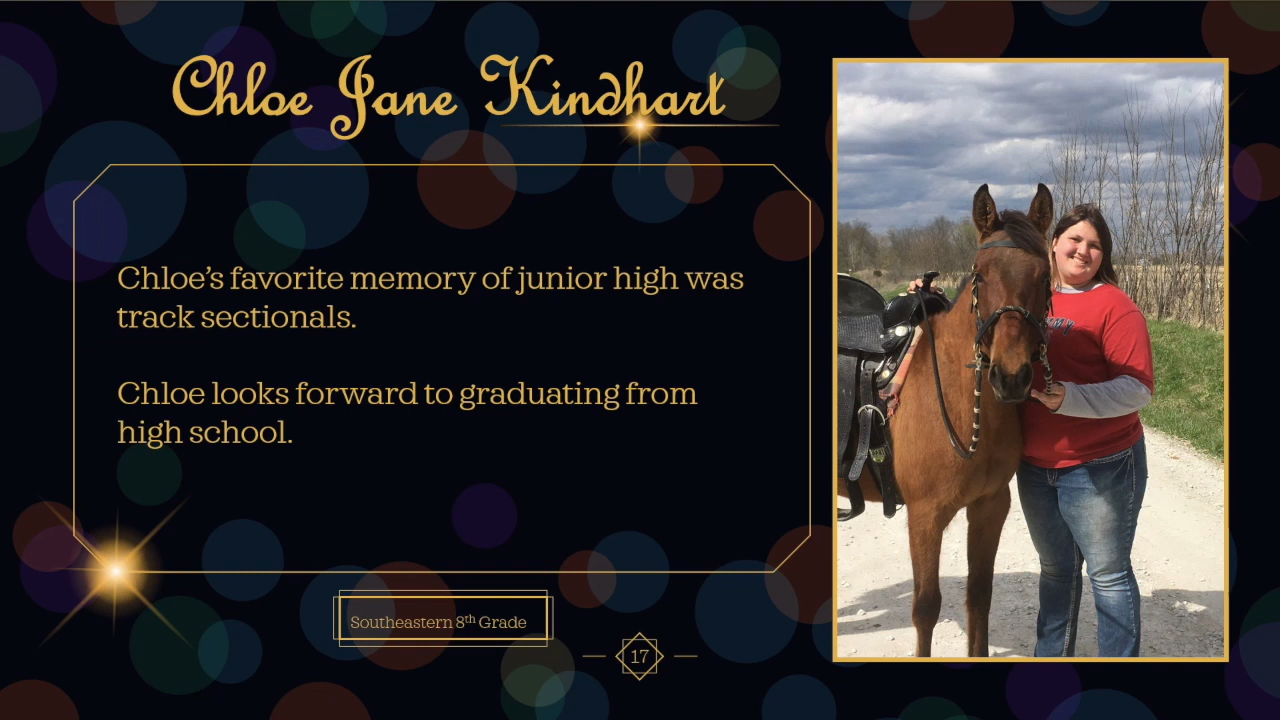 Chloe Jane Kindhart
Chloe's favorite memory of junior high was
track sectionals.
Chloe looks forward to graduating from
high school.
Southeastern 8th Grade
17